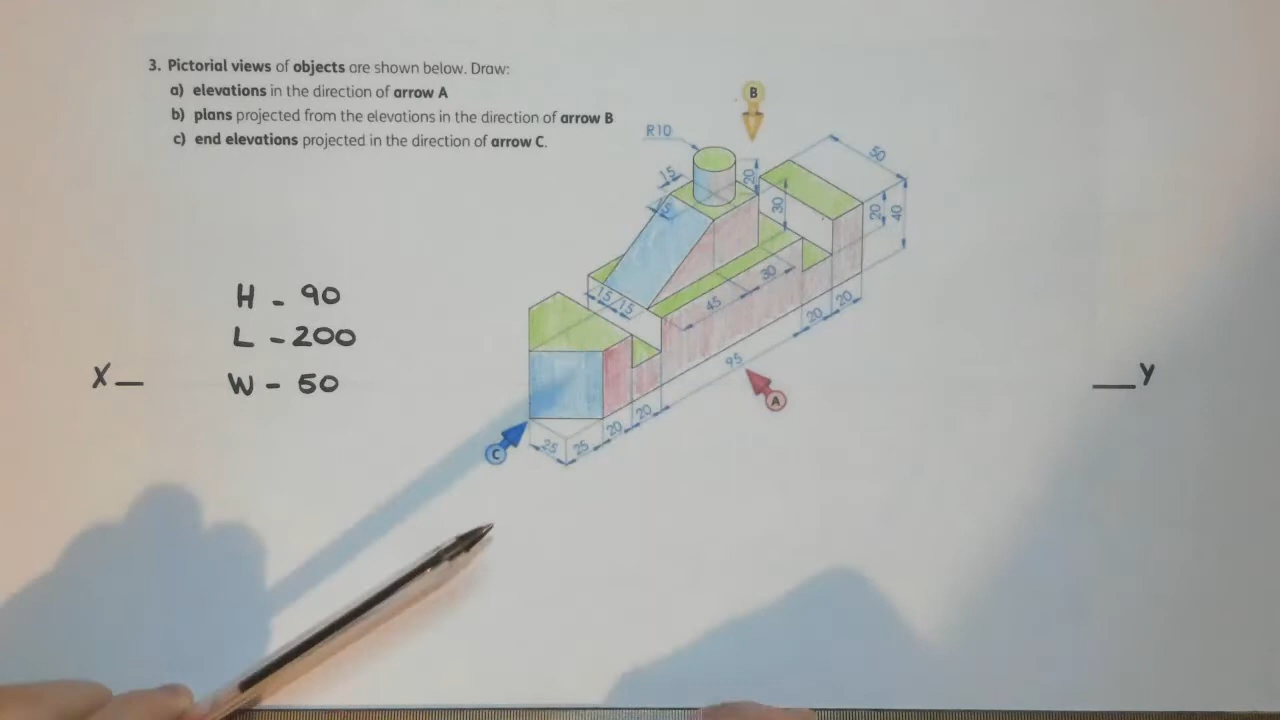 3. Pictorial views of objects are shown below. Draw:
a) elevations in the direction of arrow A
b) plans projected from the elevations in the direction of arrow B
c) end elevations projected in the direction of arrow C.
B
R10
50
15
20
15
30
20
40
H - 90
L - 200
W - 50
X
Y
30
15
15
45
20
20
95
A
20
20
C
25
25